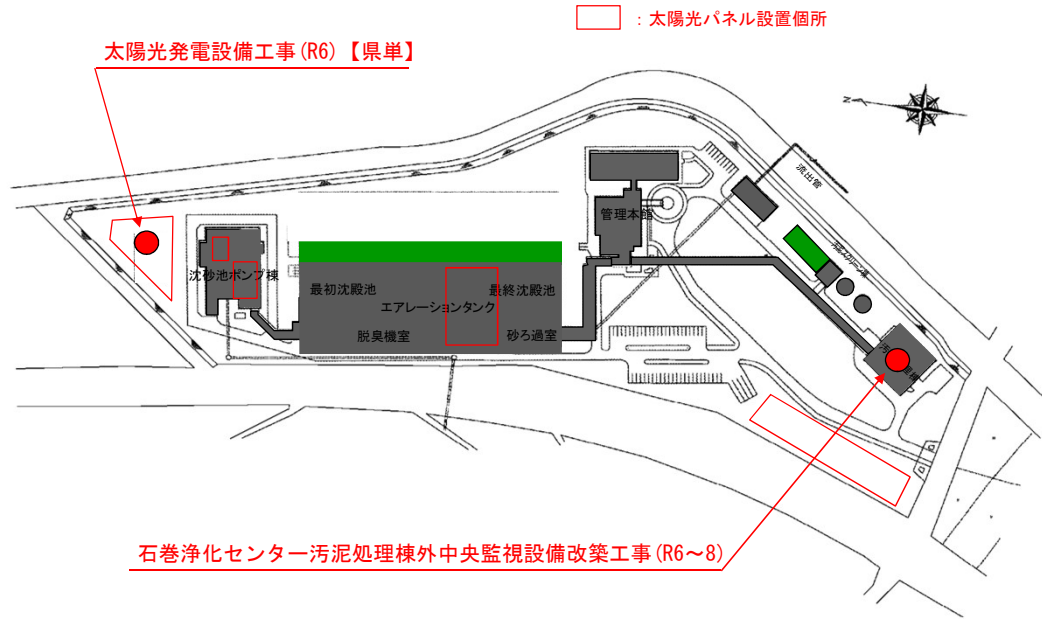 ：太陽光パネル設置個所
太陽光発電設備工事(R6)【県単】
N
流出管
管理本館
沈砂池ポンプ棟
最初沈殿池
最終沈殿池
エアレーションタンク
脱臭機室
砂ろ過室
石巻浄化センター汚泥処理棟外中央監視設備改築工事(R6～8)